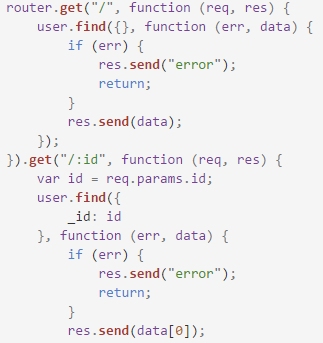 router.get("/", function (req, res) {
    user.find({}, function (err, data) {
        if (err) {
            res.send("error");
            return;
        }
        res.send(data);
    });
}).get("/:id", function (req, res) {
    var id = req.params.id;
    user.find({
        _id: id
    }, function (err, data) {
        if (err) {
            res.send("error");
            return;
        }
        res.send(data[0]);